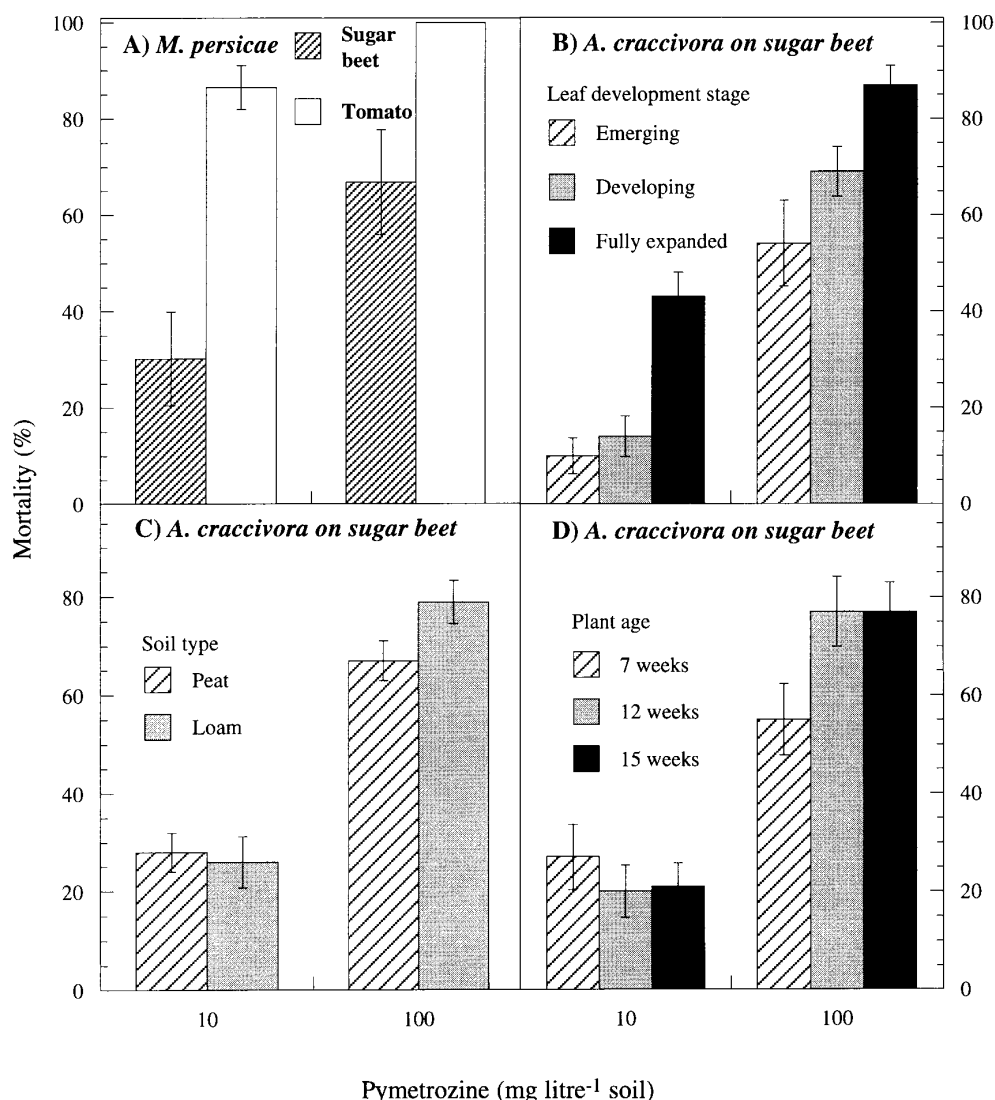 A) M. persicae
Sugar
beet
Tomato
B) A. craccivora on sugar beet
Leaf development stage
Emerging
Developing
Fully expanded
100
80
60
40
20
0
100
80
60
40
20
0
Mortality (%)
C) A. craccivora on sugar beet
Soil type
Peat
Loam
D) A. craccivora on sugar beet
Plant age
7 weeks
12 weeks
15 weeks
80
60
40
20
0
80
60
40
20
0
10
100
10
100
Pymetrozine (mg litre-1 soil)